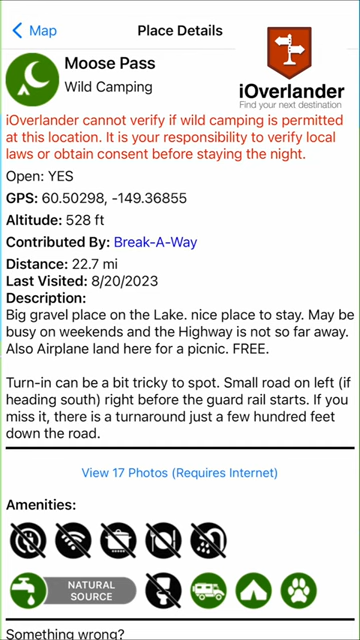 Map
Place Details
iOverlander
Find your next destination
Moose Pass
Wild Camping
iOverlander cannot verify if wild camping is permitted
at this location. It is your responsibility to verify local
laws or obtain consent before staying the night.
Open: YES
GPS: 60.50298, -149.36855
Altitude: 528 ft
Contributed By: Break-A-Way
Distance: 22.7 mi
Last Visited: 8/20/2023
Description:
Big gravel place on the Lake. nice place to stay. May be
busy on weekends and the Highway is not so far away.
Also Airplane land here for a picnic. FREE.
Turn-in can be a bit tricky to spot. Small road on left (if
heading south) right before the guard rail starts. If you
miss it, there is a turnaround just a few hundred feet
down the road.
View 17 Photos (Requires Internet)
Amenities:
NATURAL
SOURCE
Something wrong?